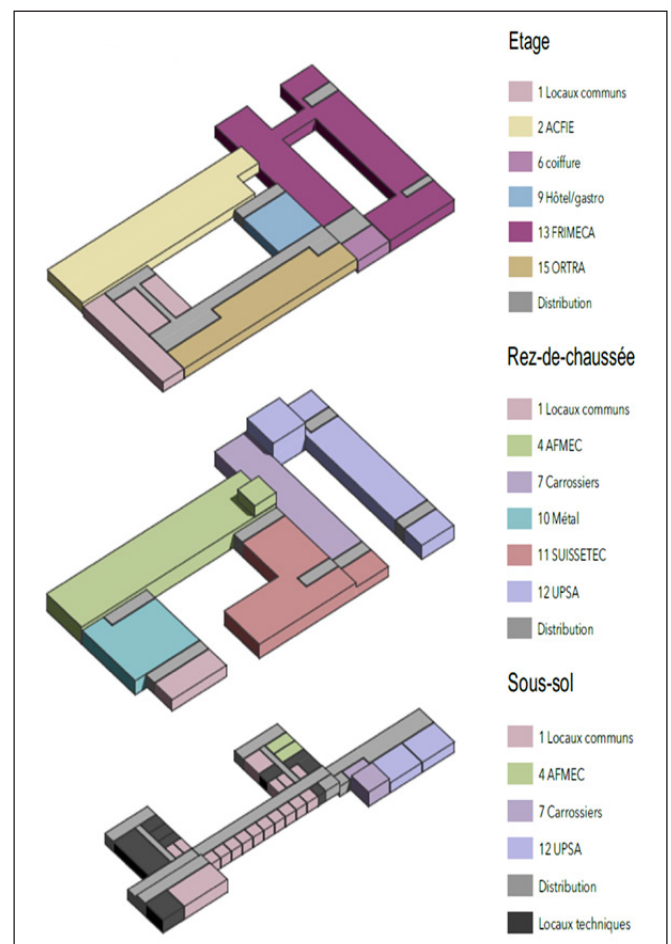 Etage
1 Locaux communs
2 ACFIE
6 coiffure
9 Hôtel/gastro
13 FRIMECA
15 ORTRA
Distribution
Rez-de-chaussée
1 Locaux communs
4 AFMEC
7 Carrossiers
10 Métal
11 SUISSETEC
12 UPSA
Distribution
Sous-sol
1 Locaux communs
4 AFMEC
7 Carrossiers
12 UPSA
Distribution
Locaux techniques